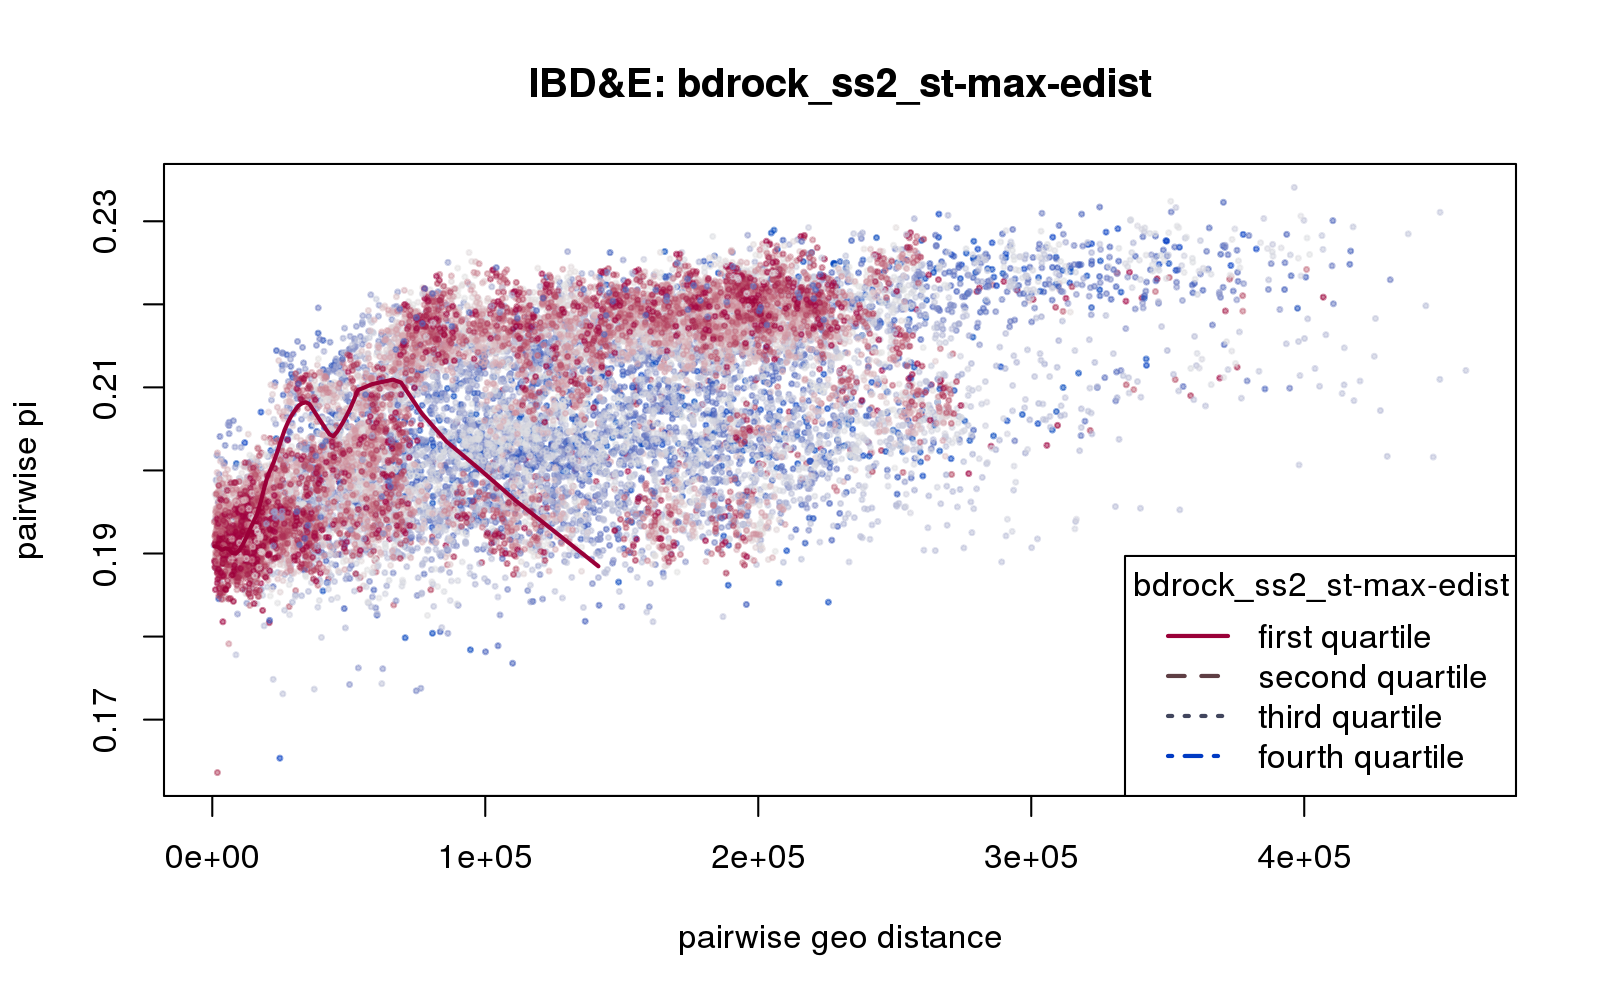 IBD&E: bdrock_ss2_st-max-edist
pairwise pi
0.23
0.21
0.19
0.17
bdrock_ss2_st-max-edist
first quartile
second quartile
third quartile
fourth quartile
0e+00 1e+05 2e+05 3e+05 4e+05
pairwise geo distance